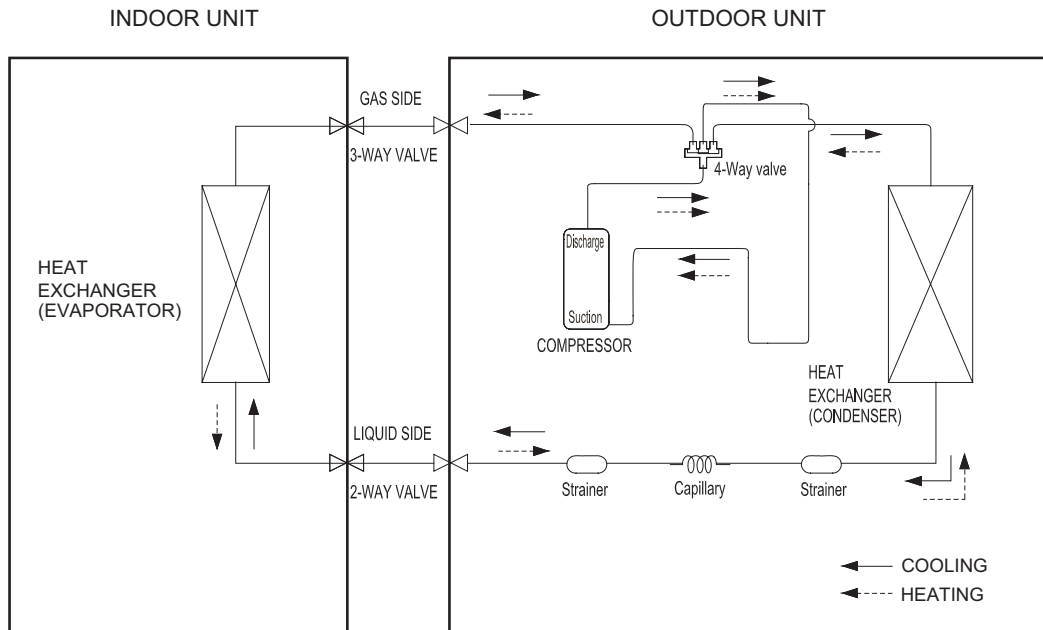 INDOOR UNIT
OUTDOOR UNIT
GAS SIDE
3-WAY VALVE
4-Way valve
HEAT
EXCHANGER
(EVAPORATOR)
Discharge
Suction
COMPRESSOR
HEAT
EXCHANGER
(CONDENSER)
LIQUID SIDE
2-WAY VALVE
Strainer
Capillary
Strainer
COOLING
HEATING